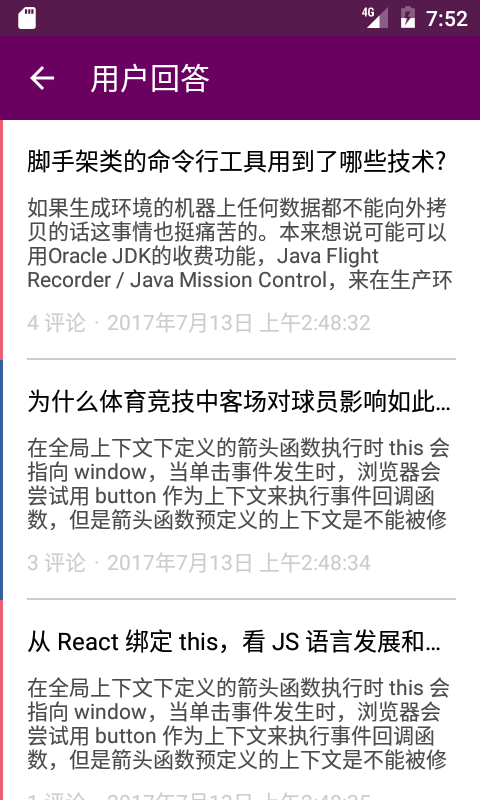 4G 7:52
用户回答
脚手架类的命令行工具用到了哪些技术?
如果生成环境的机器上任何数据都不能向外拷
贝的话这事情也挺痛苦的。本来想说可能可以
用Oracle JDK的收费功能，Java Flight
Recorder / Java Mission Control，来在生产环
4 评论 · 2017年7月13日 上午2:48:32
为什么体育竞技中客场对球员影响如此...
在全局上下文下定义的箭头函数执行时 this 会
指向 window，当单击事件发生时，浏览器会
尝试用 button 作为上下文来执行事件回调函
数，但是箭头函数预定义的上下文是不能被修
3 评论 · 2017年7月13日 上午2:48:34
从 React 绑定 this，看 JS 语言发展和...
在全局上下文下定义的箭头函数执行时 this 会
指向 window，当单击事件发生时，浏览器会
尝试用 button 作为上下文来执行事件回调函
数，但是箭头函数预定义的上下文是不能被修